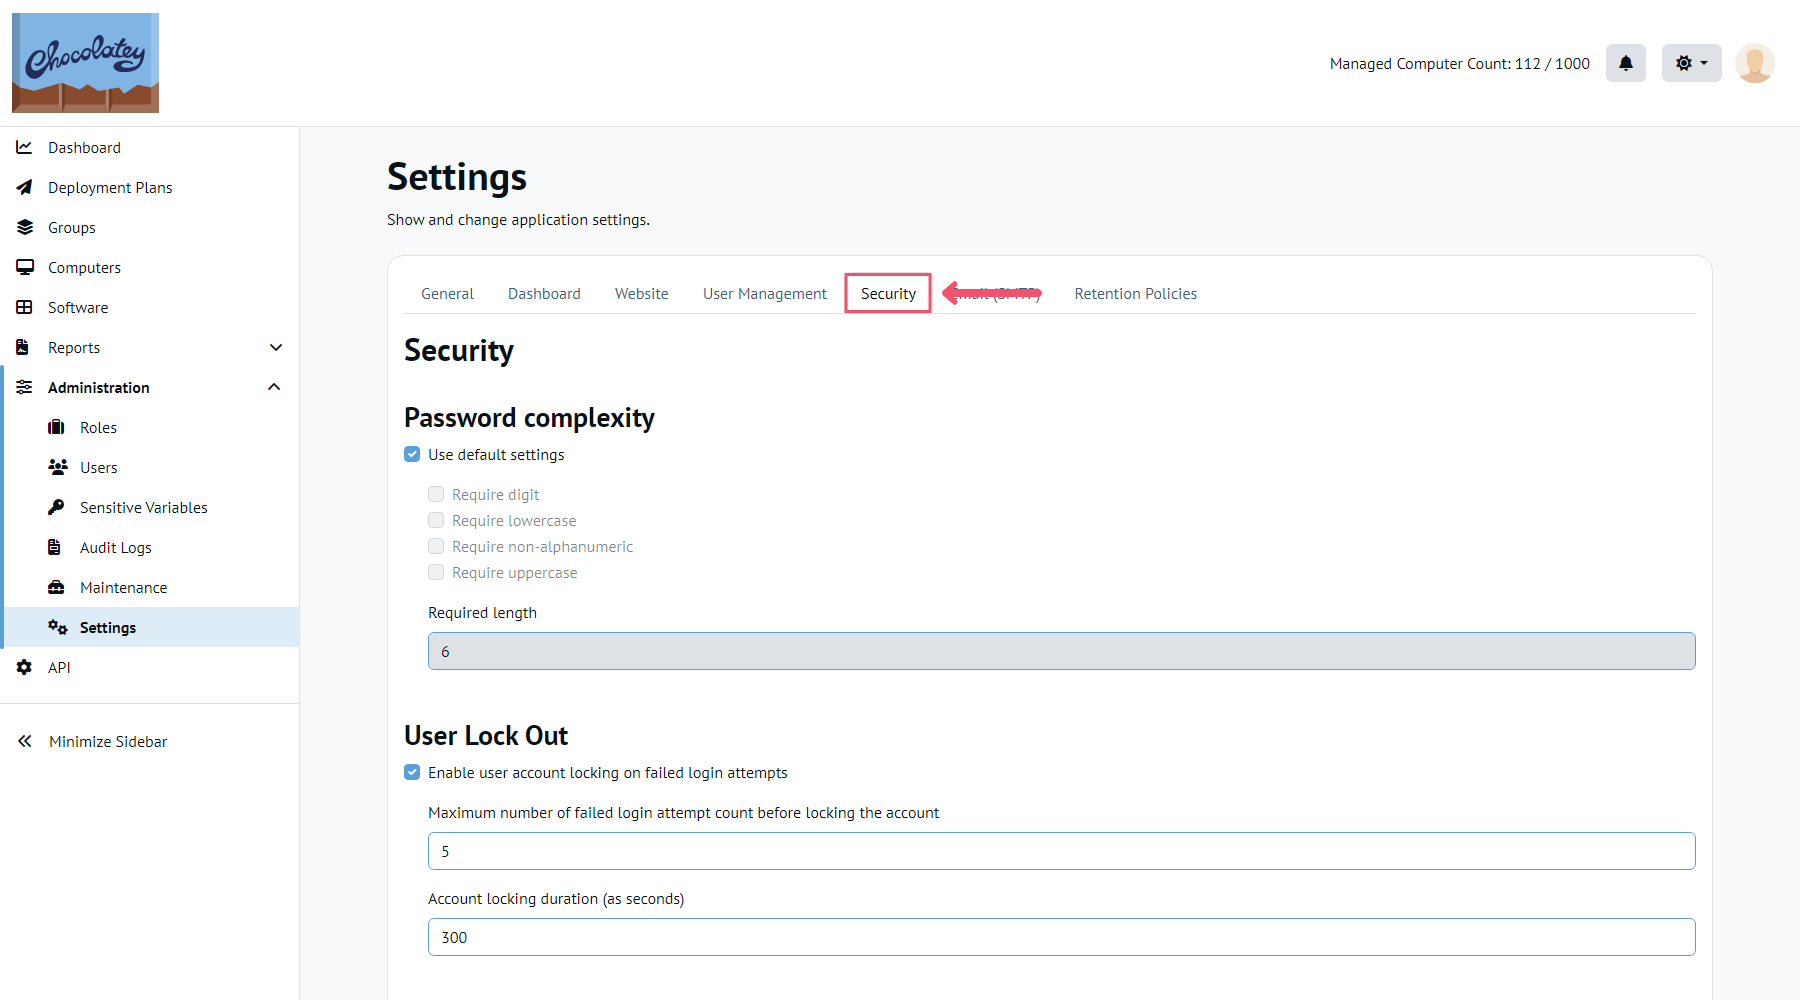 Chocolatey
Managed Computer Count: 112 / 1000
Dashboard
Deployment Plans
Groups
Computers
Software
Reports
Administration
Roles
Users
Sensitive Variables
Audit Logs
Maintenance
Settings
API
Minimize Sidebar
Settings
Show and change application settings.
General Dashboard Website User Management Security Email (SMTP) Retention Policies
Security
Password complexity
Use default settings
Require digit
Require lowercase
Require non-alphanumeric
Require uppercase
Required length
6
User Lock Out
Enable user account locking on failed login attempts
Maximum number of failed login attempt count before locking the account
5
Account locking duration (as seconds)
300